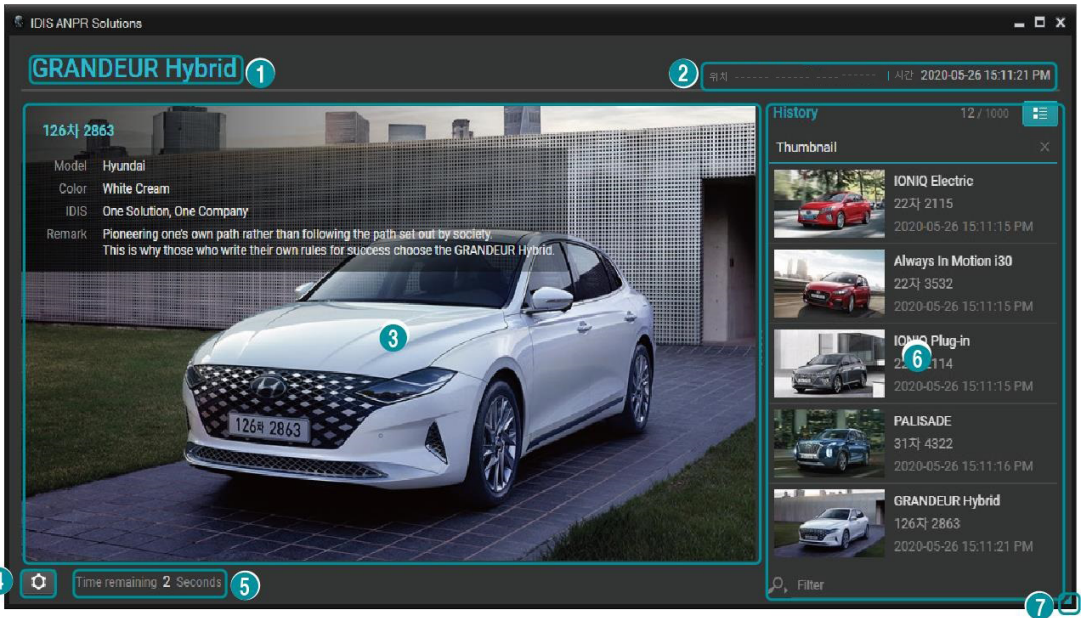 IDIS ANPR Solutions
GRANDEUR Hybrid 1
2 위치 ------ ------ ---- ------ | 시간 2020-05-26 15:11:21 PM
126차 2863
Model Hyundai
Color White Cream
IDIS One Solution, One Company
Remark Pioneering one's own path rather than following the path set out by society.
This is why those who write their own rules for success choose the GRANDEUR Hybrid.
3
2863
History 12 / 1000
Thumbnail
IONIQ Electric
22차 2115
2020-05-26 15:11:15 PM
Always In Motion i30
22차 3532
2020-05-26 15:11:15 PM
IONIQ Plug-in
6
2020-05-26 15:11:15 PM
PALISADE
31차 4322
2020-05-26 15:11:16 PM
GRANDEUR Hybrid
126차 2863
2020-05-26 15:11:21 PM
Filter
4
Time remaining 2 Seconds 5
7